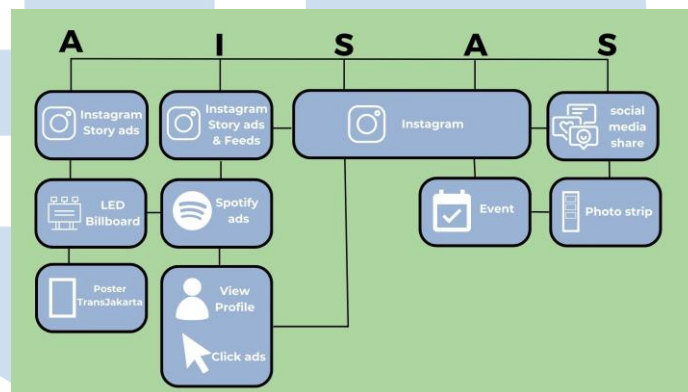 A I S A S
Instagram
Story ads
Instagram
Story ads
& Feeds
Instagram
social
media
share
LED
Billboard
Spotify
ads
Event
Photo strip
Poster
TransJakarta
View
Profile
Click ads